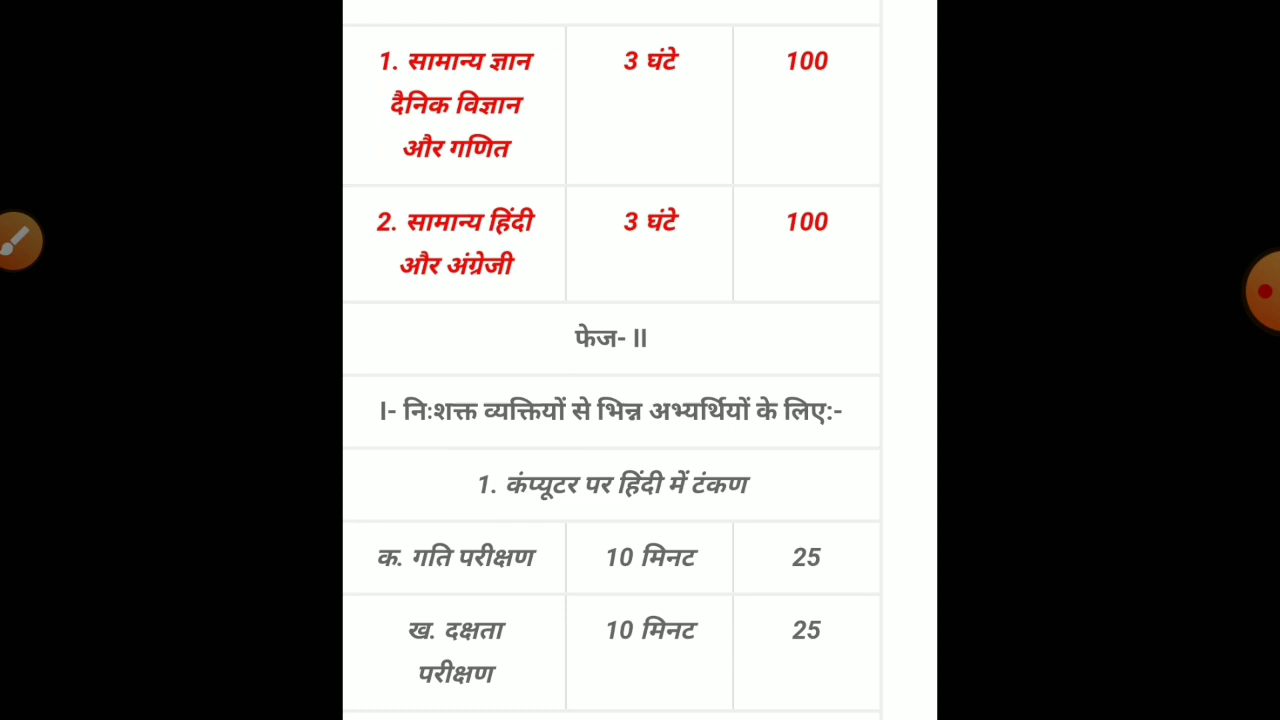 1. सामान्य ज्ञान 3 घंटे 100
दैनिक विज्ञान
और गणित
2. सामान्य हिंदी 3 घंटे 100
और अंग्रेजी
फेज- II
I- निःशक्त व्यक्तियों से भिन्न अभ्यर्थियों के लिए:-
1. कंप्यूटर पर हिंदी में टंकण
क. गति परीक्षण 10 मिनट 25
ख. दक्षता 10 मिनट 25
परीक्षण